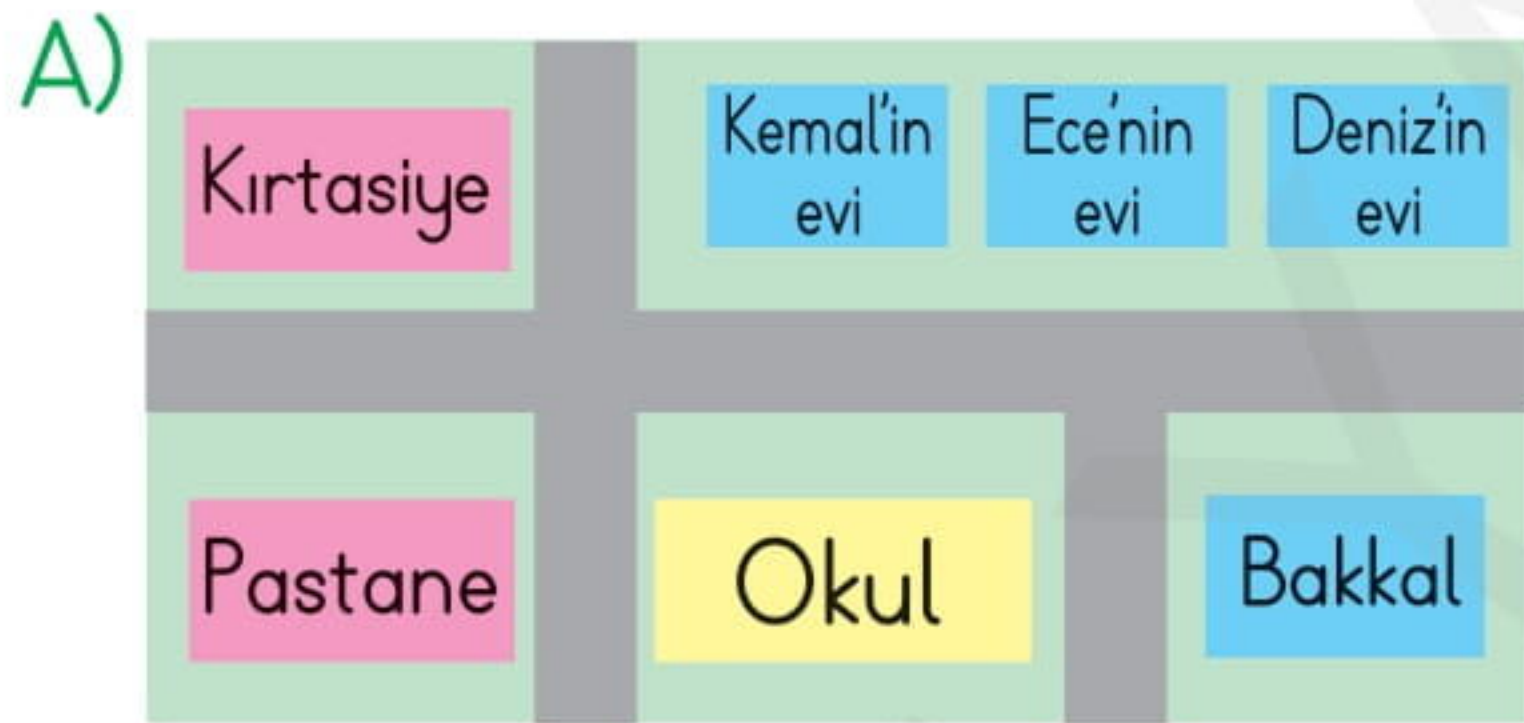 A)
Kırtasiye
Kemal'in
evi
Ece'nin
evi
Deniz'in
evi
Pastane
Okul
Bakkal